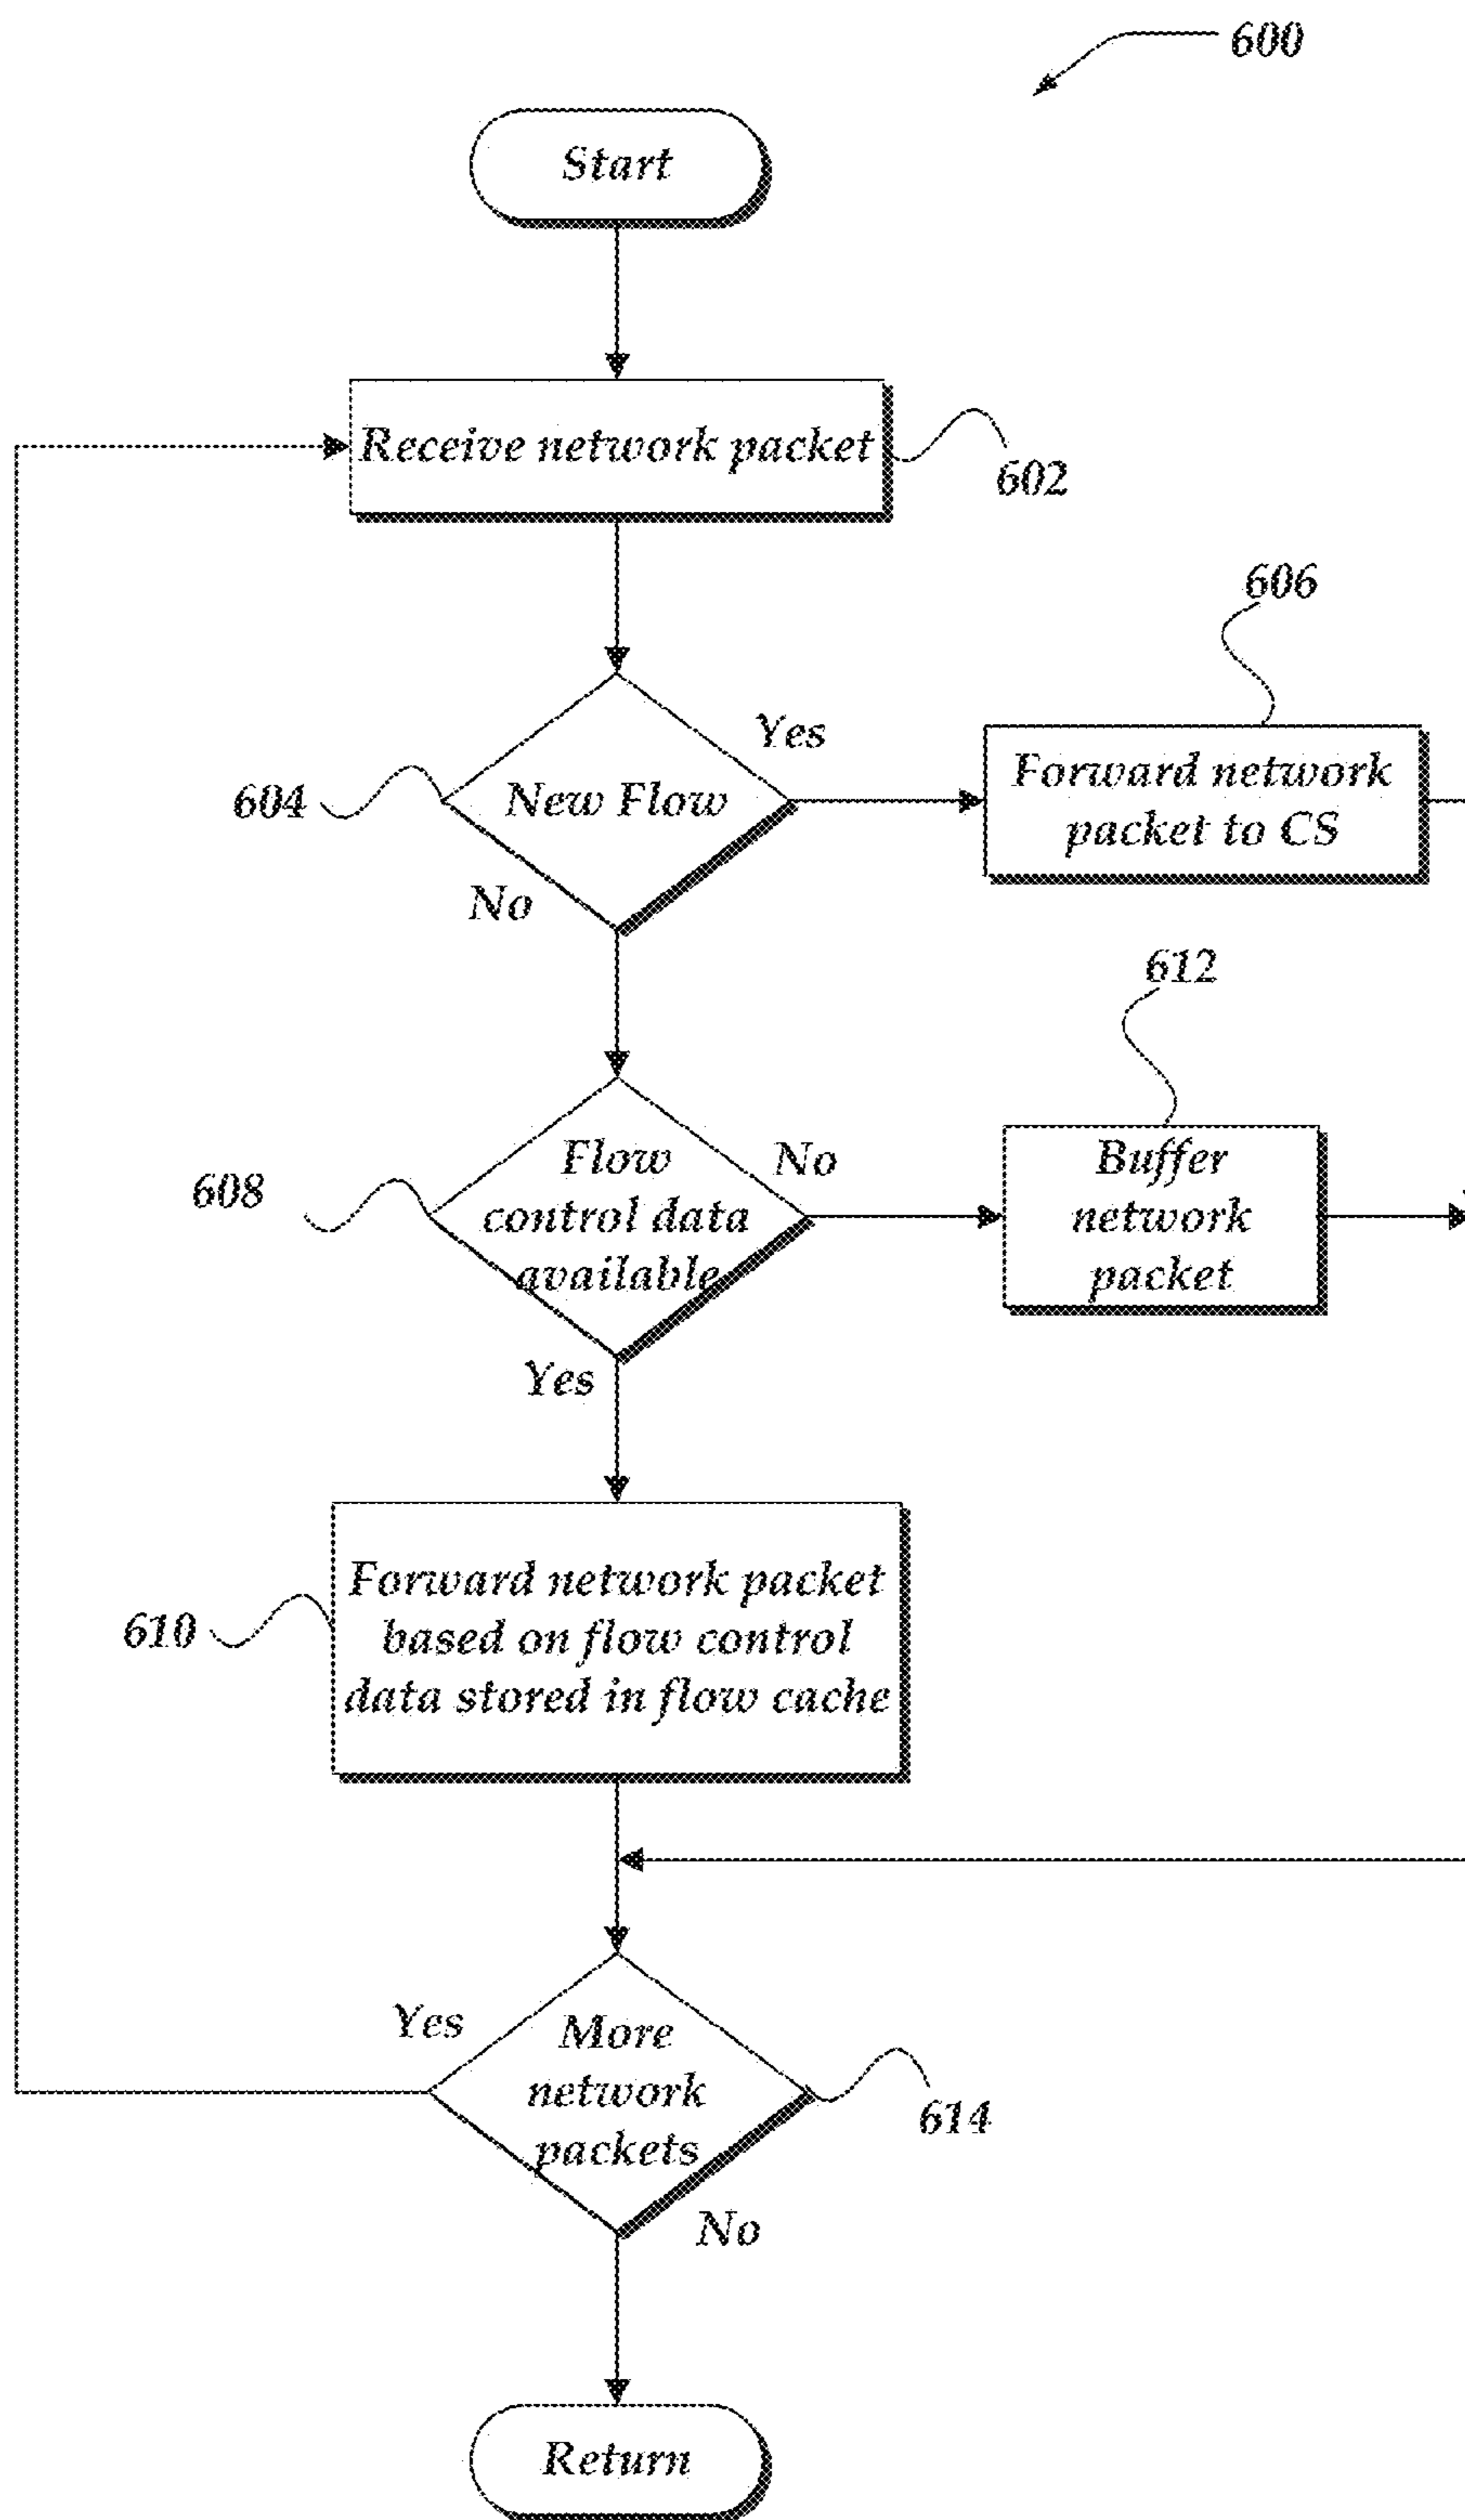 600
Start
Receive network packet
602
606
Yes
604
New Flow
Forward network
packet to CS
No
612
Flow
control data
available
No
608
Buffer
network
packet
Yes
Forward network packet
based on flow control
data stored in flow cache
610
Yes
More
network
packets
614
No
Return